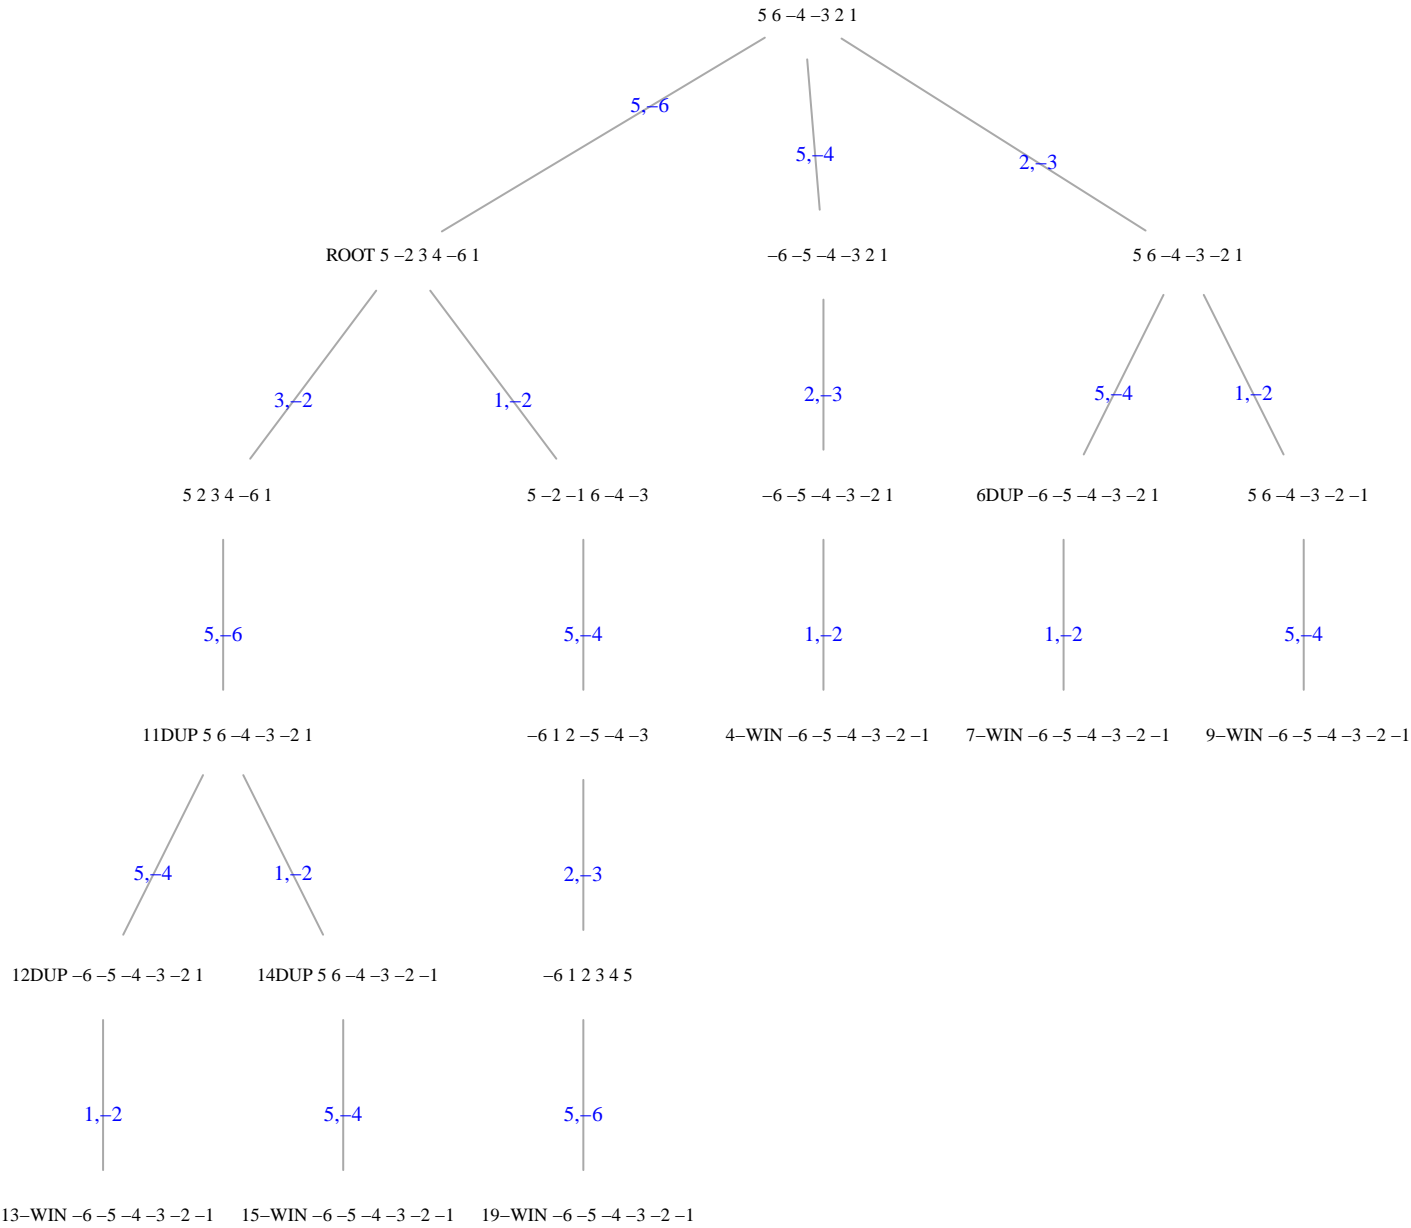 5 6 –4 –3 2 1
5,–6
5,–4
2,–3
ROOT 5 –2 3 4 –6 1
–6 –5 –4 –3 2 1
5 6 –4 –3 –2 1
3,–2
1,–2
2,–3
5,–4
1,–2
5 2 3 4 –6 1
5 –2 –1 6 –4 –3
–6 –5 –4 –3 –2 1
6DUP –6 –5 –4 –3 –2 1
5 6 –4 –3 –2 –1
5,–6
5,–4
1,–2
1,–2
5,–4
11DUP 5 6 –4 –3 –2 1
–6 1 2 –5 –4 –3
4–WIN –6 –5 –4 –3 –2 –1
7–WIN –6 –5 –4 –3 –2 –1
9–WIN –6 –5 –4 –3 –2 –1
5,–4
1,–2
2,–3
12DUP –6 –5 –4 –3 –2 1
14DUP 5 6 –4 –3 –2 –1
–6 1 2 3 4 5
1,–2
5,–4
5,–6
13–WIN –6 –5 –4 –3 –2 –1
15–WIN –6 –5 –4 –3 –2 –1
19–WIN –6 –5 –4 –3 –2 –1